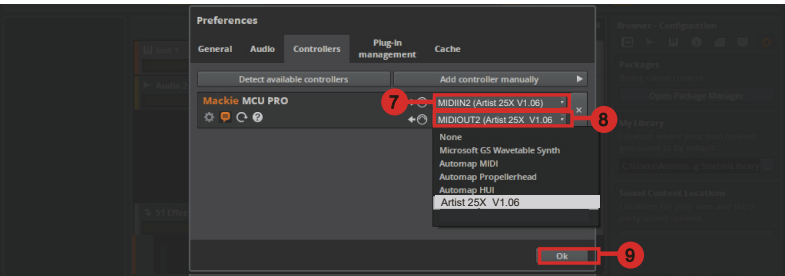 Preferences
General Audio Controllers Plug-in management Cache
Detect available controllers Add controller manually
Mackie MCU PRO
7 MIDIIN2 (Artist 25X V1.06)
MIDIOUT2 (Artist 25X V1.06 8
None
Microsoft GS Wavetable Synth
Automap MIDI
Automap Propellerhead
Automap HUI
Artist 25X V1.06
Ok 9
Browser - Configuration
Packages
Open Package Manager
My Library
Sound Content Locations
Audio 2